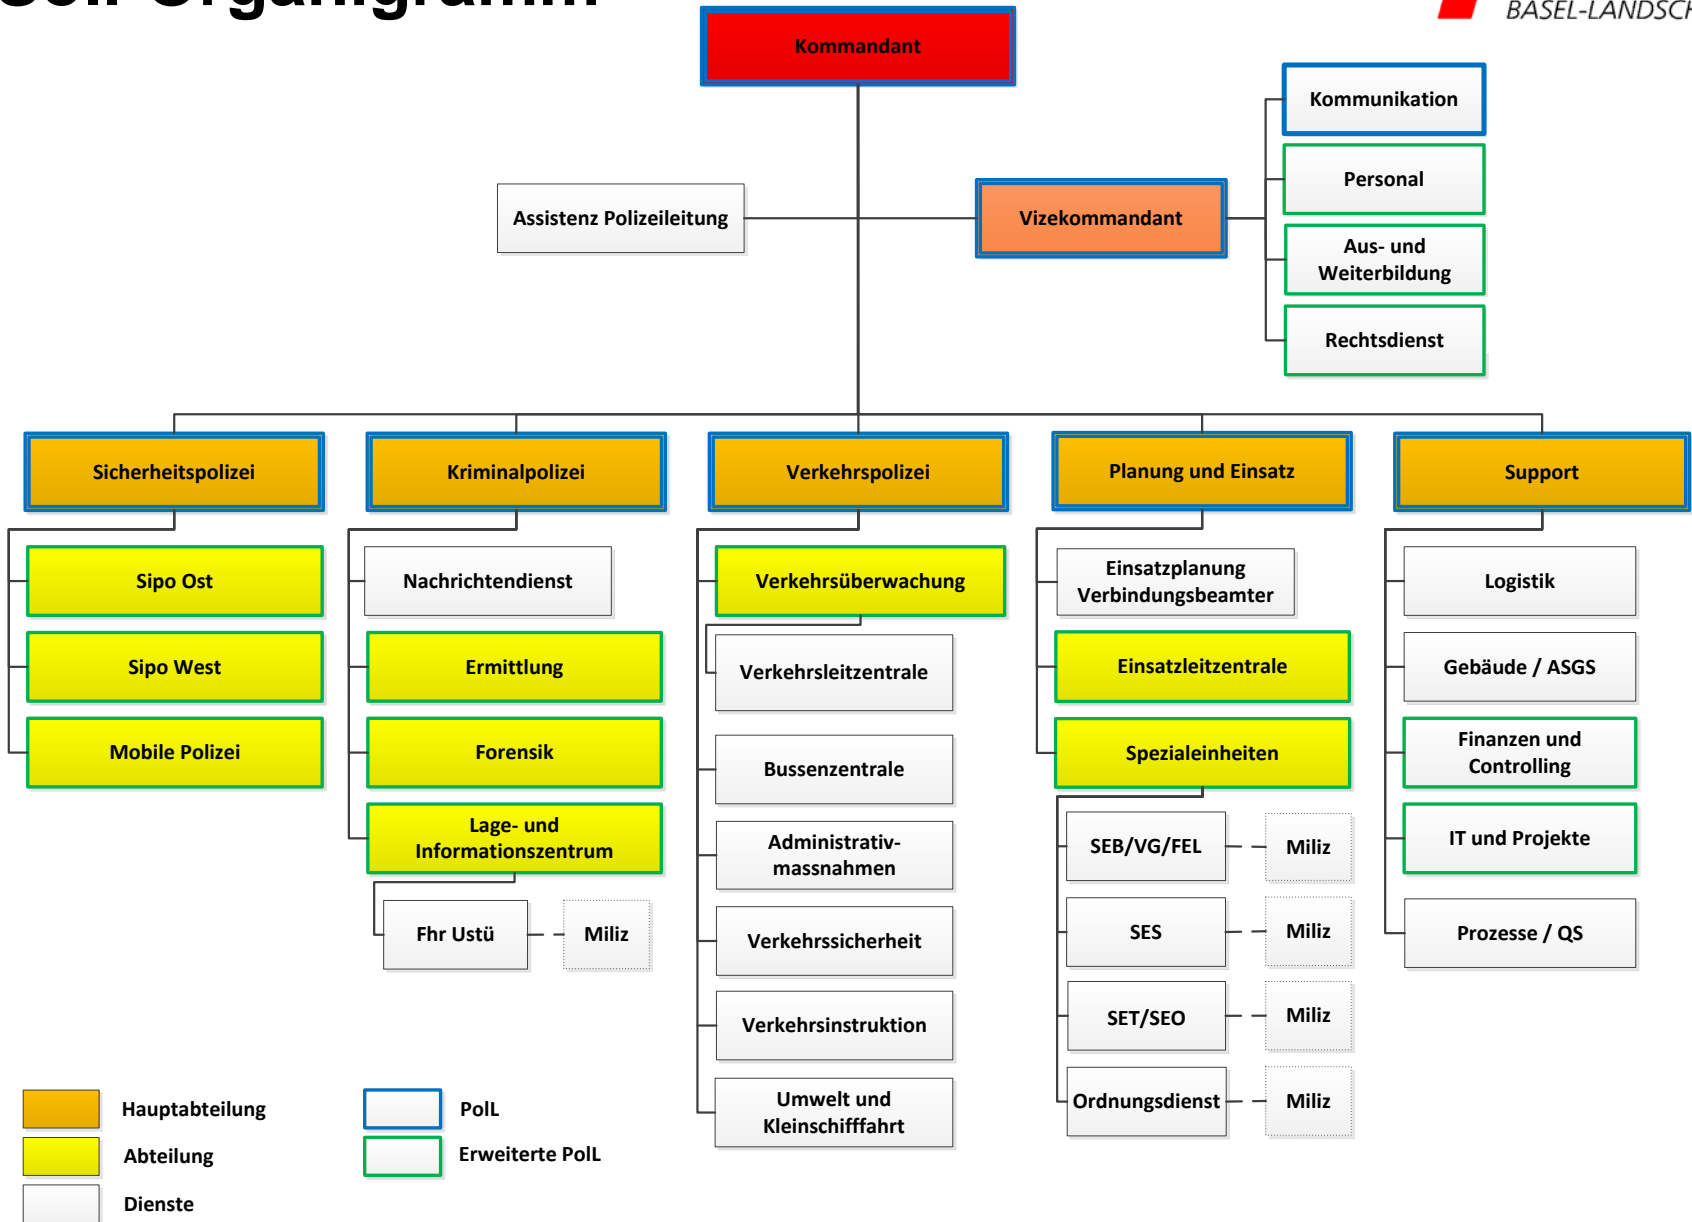 Organigramm
BASEL-LANDSCH
Kommandant
Kommunikation
Personal
Assistenz Polizeileitung
Vizekommandant
Aus- und
Weiterbildung
Rechtsdienst
Sicherheitspolizei
Kriminalpolizei
Verkehrspolizei
Planung und Einsatz
Support
Sipo Ost
Sipo West
Mobile Polizei
Nachrichtendienst
Ermittlung
Forensik
Lage- und
Informationszentrum
Fhr Ustü
Miliz
Verkehrsüberwachung
Verkehrsleitzentrale
Bussenzentrale
Administrativ-
massnahmen
Verkehrssicherheit
Verkehrsinstruktion
Umwelt und
Kleinschifffahrt
Einsatzplanung
Verbindungsbeamter
Einsatzleitzentrale
Spezialeinheiten
SEB/VG/FEL
Miliz
SES
Miliz
SET/SEO
Miliz
Ordnungsdienst
Miliz
Logistik
Gebäude / ASGS
Finanzen und
Controlling
IT und Projekte
Prozesse / QS
Hauptabteilung
Abteilung
Dienste
PolL
Erweiterte PolL